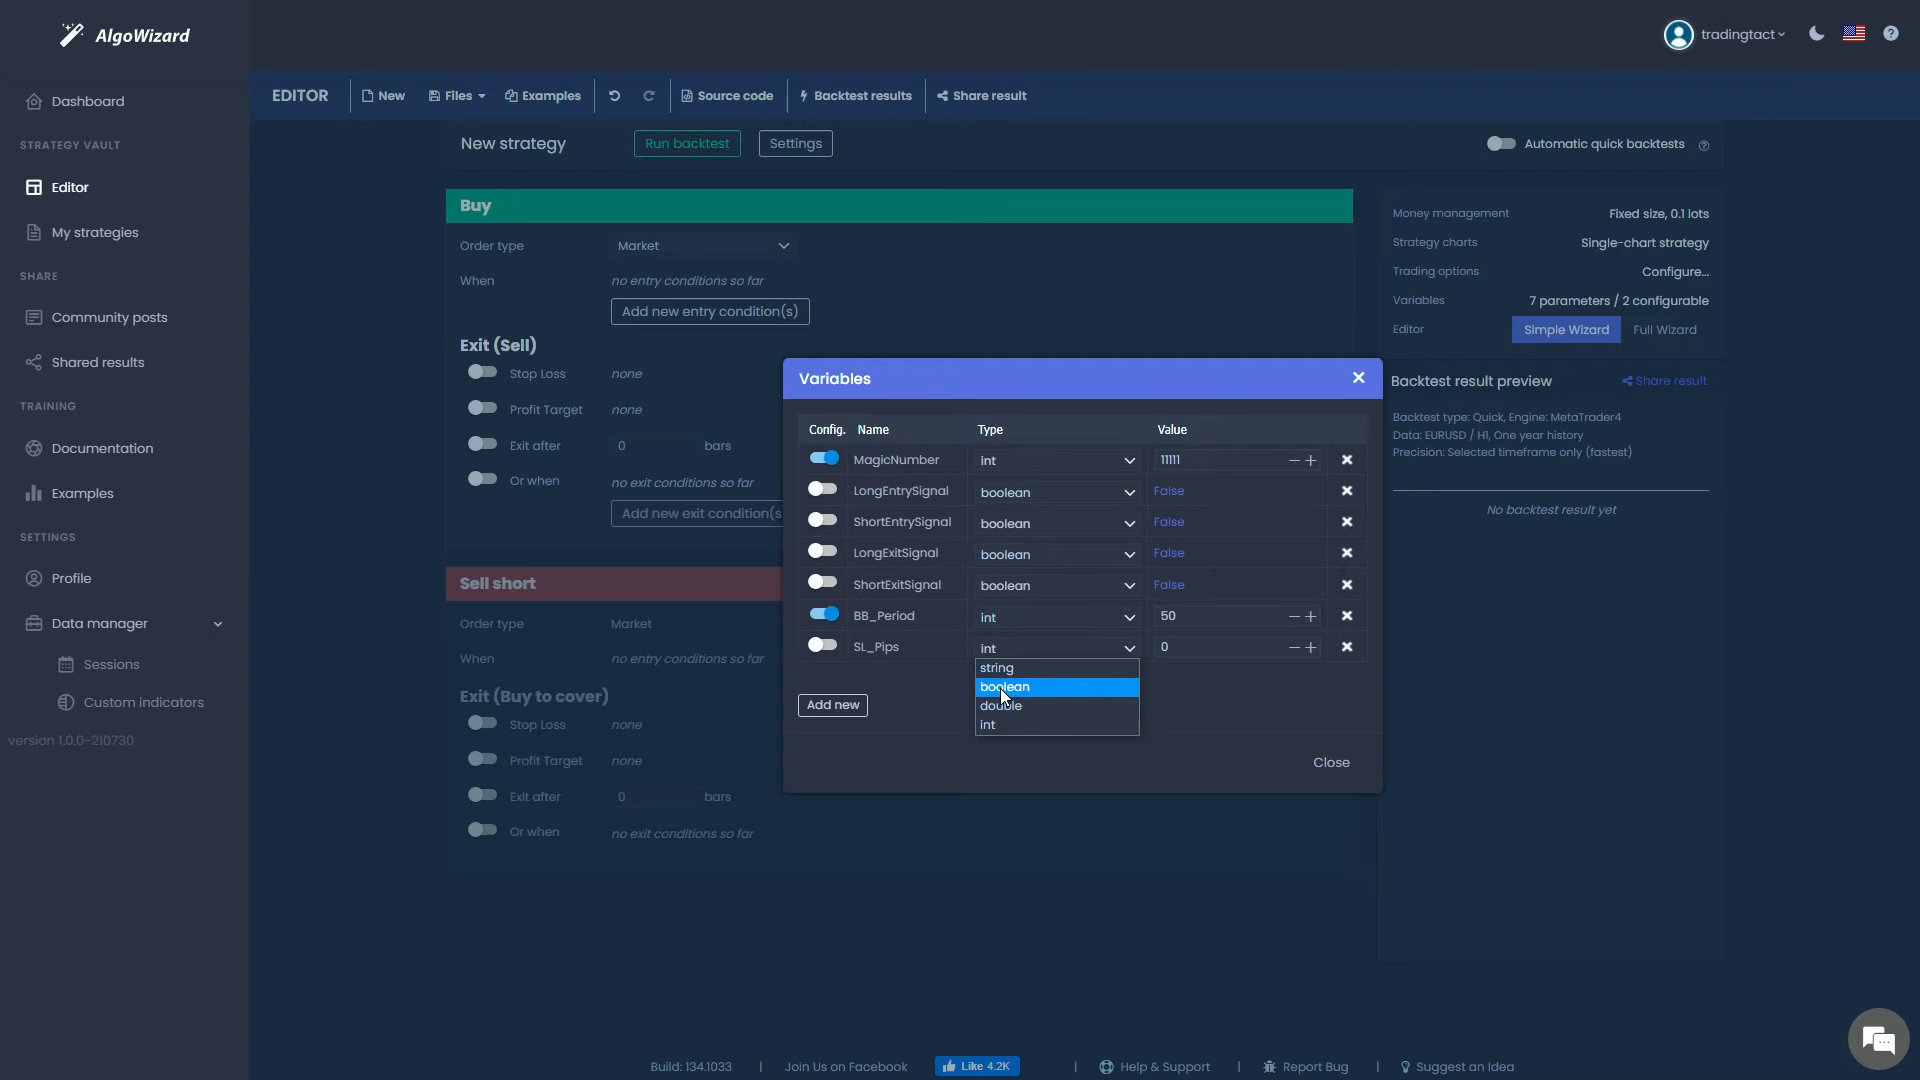 AlgoWizard
tradingtact
Dashboard
STRATEGY VAULT
Editor
My strategies
SHARE
Community posts
Shared results
TRAINING
Documentation
Examples
SETTINGS
Profile
Data manager
Sessions
Custom indicators
version 1.0.0-210730
EDITOR New Files Examples Source code Backtest results Share result
New strategy Run backtest Settings Automatic quick backtests
Buy
Order type Market
When no entry conditions so far
Add new entry condition(s)
Exit (Sell)
Stop Loss none
Profit Target none
Exit after 0 bars
Or when no exit conditions so far
Add new exit condition(s
Sell short
Order type Market
When no entry conditions so far
Exit (Buy to cover)
Stop Loss none
Profit Target none
Exit after 0 bars
Or when no exit conditions so far
Variables
Config. Name Type Value
MagicNumber int 11111
LongEntrySignal boolean False
ShortEntrySignal boolean False
LongExitSignal boolean False
ShortExitSignal boolean False
BB_Period int 50
SL_Pips int 0
string
boolean
double
int
Add new
Close
Money management Fixed size, 0.1 lots
Strategy charts Single-chart strategy
Trading options Configure...
Variables 7 parameters / 2 configurable
Editor Simple Wizard Full Wizard
Backtest result preview Share result
Backtest type: Quick, Engine: MetaTrader4
Data: EURUSD / H1, One year history
Precision: Selected timeframe only (fastest)
No backtest result yet
Build: 134.1033 | Join Us on Facebook Like 4.2K | Help & Support | Report Bug | Suggest an Idea